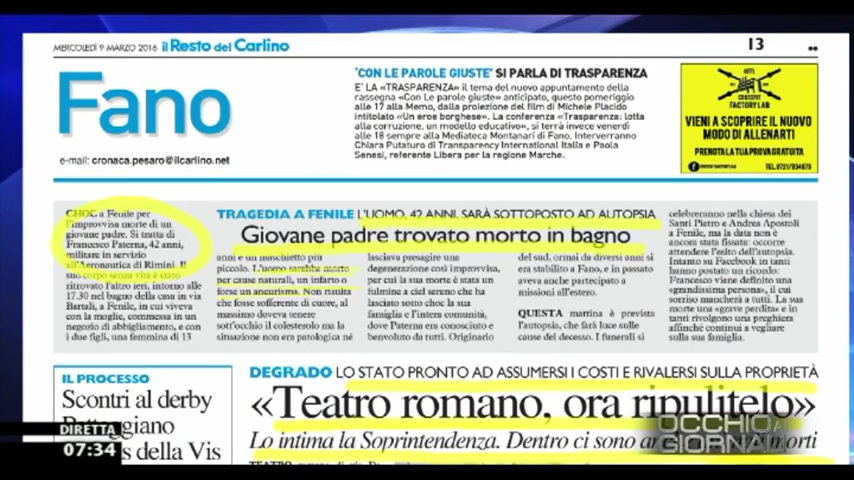 MERCOLEDÌ 9 MARZO 2016 il Resto del Carlino
13
Fano
e-mail: cronaca.pesaro@ilcarlino.net
"CON LE PAROLE GIUSTE" SI PARLA DI TRASPARENZA
E' LA «TRASPARENZA» il tema del nuovo appuntamento della
rassegna «Con Le parole giuste» anticipato, questo pomeriggio
alle 17 alla Memo, dalla proiezione del film di Michele Placido
intitolato «Un eroe borghese». La conferenza «Trasparenza: lotta
alla corruzione, un modello educativo», si terrà invece venerdì
alle 18 sempre alla Mediateca Montanari di Fano. Interverranno
Chiara Putaturo di Transparency International Italia e Paola
Senesi, referente Libera per la regione Marche.
CROSSFIT
FACTORY LAB
VIENI A SCOPRIRE IL NUOVO
MODO DI ALLENARTI
PRENOTA LA TUA PROVA GRATUITA
TEL. 0721/854879
CHOC a Fenile per
l'improvvisa morte di un
giovane padre. Si tratta di
Francesco Paterna, 42 anni,
militare in servizio
all'Aeronautica di Rimini. Il
suo corpo senza vita è stato
ritrovato l'altro ieri, intorno alle
17.30 nel bagno della casa in via
Bartali, a Fenile, in cui viveva
con la moglie, commessa in un
negozio di abbigliamento, e con
i due figli, una femmina di 13
TRAGEDIA A FENILE L'UOMO, 42 ANNI, SARÀ SOTTOPOSTO AD AUTOPSIA
Giovane padre trovato morto in bagno
anni e un maschietto più
piccolo. L'uomo sarebbe morto
per cause naturali, un infarto o
forse un aneurisma. Non risulta
che fosse sofferente di cuore, al
massimo doveva tenere
sott'occhio il colesterolo ma la
situazione non era patologica né
lasciava presagire una
degenerazione così improvvisa,
per cui la sua morte è stata un
fulmine a ciel sereno che ha
lasciato sotto choc la sua
famiglia e l'intera comunità,
dove Paterna era conosciuto e
benvoluto da tutti. Originario
del sud, ormai da diversi anni si
era stabilito a Fano, e in passato
aveva anche partecipato a
missioni all'estero.
QUESTA mattina è prevista
l'autopsia, che farà luce sulle
cause del decesso. I funerali si
celebreranno nella chiesa dei
Santi Pietro e Andrea Apostoli
a Fenile, ma la data non è
ancora stata fissata: occorre
attendere l'esito dell'autopsia.
Intanto su Facebook in tanti
hanno postato un ricordo:
Francesco viene definito una
«grandissima persona», il cui
sorriso mancherà a tutti. La sua
morte una «grave perdita» e in
tanti rivolgono una preghiera
affinché continui a vegliare
sulla sua famiglia.
IL PROCESSO
Scontri al derby
DEGRADO LO STATO PRONTO AD ASSUMERSI I COSTI E RIVALERSI SULLA PROPRIETÀ
«Teatro romano, ora ripulitelo»
Lo intima la Soprintendenza. Dentro ci sono morti
giano
s della Vis
DIRETTA
07:34
OCCHIO AL
GIORNALE